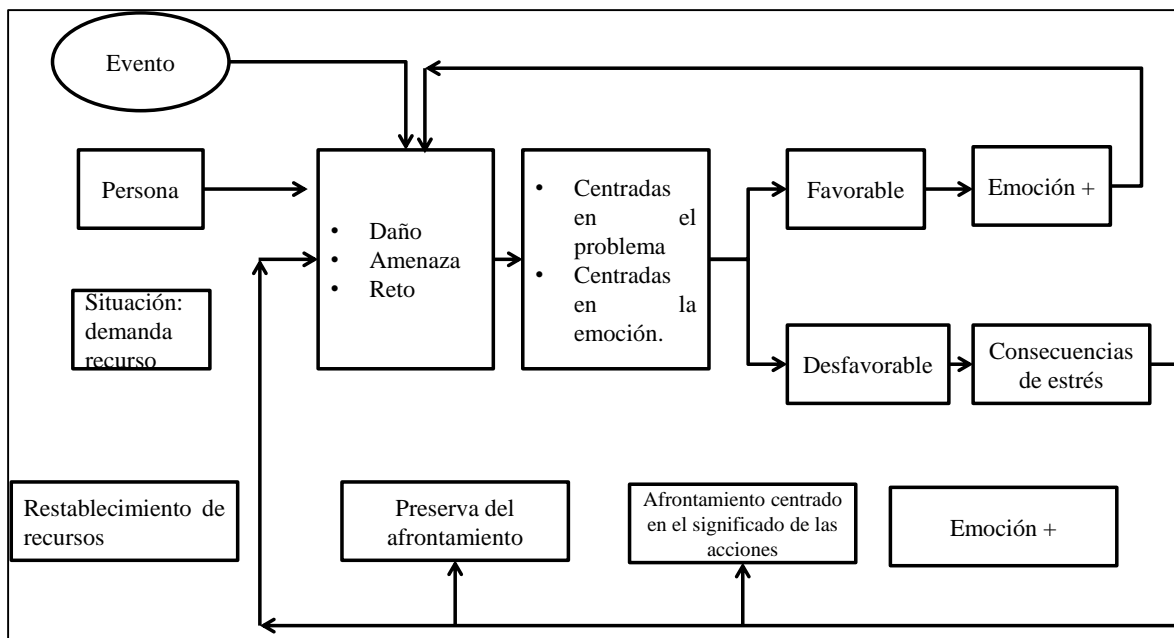 Evento
Persona
Situación:
demanda
recurso
• Daño
• Amenaza
• Reto
• Centradas
en el
problema
• Centradas
en la
emoción.
Favorable
Emoción +
Desfavorable
Consecuencias
de estrés
Restablecimiento de
recursos
Preserva del
afrontamiento
Afrontamiento centrado
en el significado de las
acciones
Emoción +